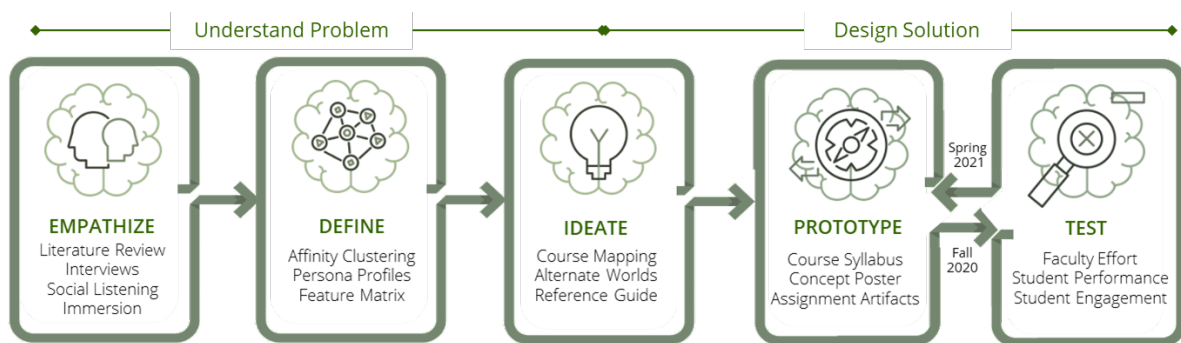 Understand Problem
Design Solution
EMPATHIZE
Literature Review
Interviews
Social Listening
Immersion
DEFINE
Affinity Clustering
Persona Profiles
Feature Matrix
IDEATE
Course Mapping
Alternate Worlds
Reference Guide
PROTOTYPE
Course Syllabus
Concept Poster
Assignment Artifacts
Spring
2021
Fall
2020
TEST
Faculty Effort
Student Performance
Student Engagement